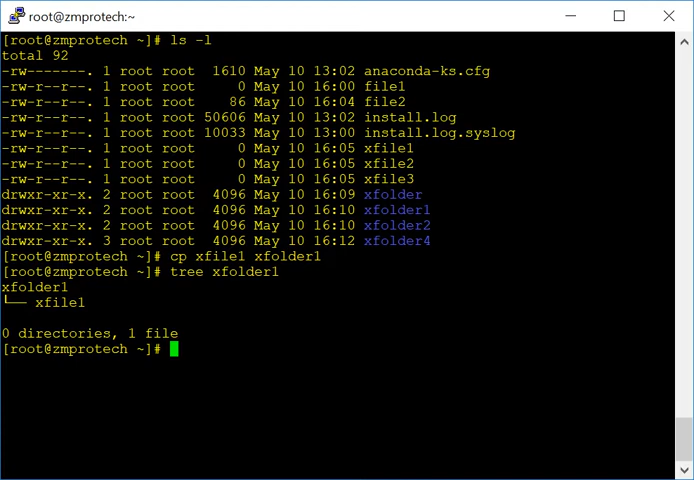 root@zmprotech:~
[root@zmprotech ~]# ls -l
total 92
-rw-------. 1 root root  1610 May 10 13:02 anaconda-ks.cfg
-rw-r--r--. 1 root root     0 May 10 16:00 file1
-rw-r--r--. 1 root root    86 May 10 16:04 file2
-rw-r--r--. 1 root root 50606 May 10 13:02 install.log
-rw-r--r--. 1 root root 10033 May 10 13:00 install.log.syslog
-rw-r--r--. 1 root root     0 May 10 16:05 xfile1
-rw-r--r--. 1 root root     0 May 10 16:05 xfile2
-rw-r--r--. 1 root root     0 May 10 16:05 xfile3
drwxr-xr-x. 2 root root  4096 May 10 16:09 xfolder
drwxr-xr-x. 2 root root  4096 May 10 16:10 xfolder1
drwxr-xr-x. 2 root root  4096 May 10 16:10 xfolder2
drwxr-xr-x. 3 root root  4096 May 10 16:12 xfolder4
[root@zmprotech ~]# cp xfile1 xfolder1
[root@zmprotech ~]# tree xfolder1
xfolder1
└── xfile1
0 directories, 1 file
[root@zmprotech ~]#